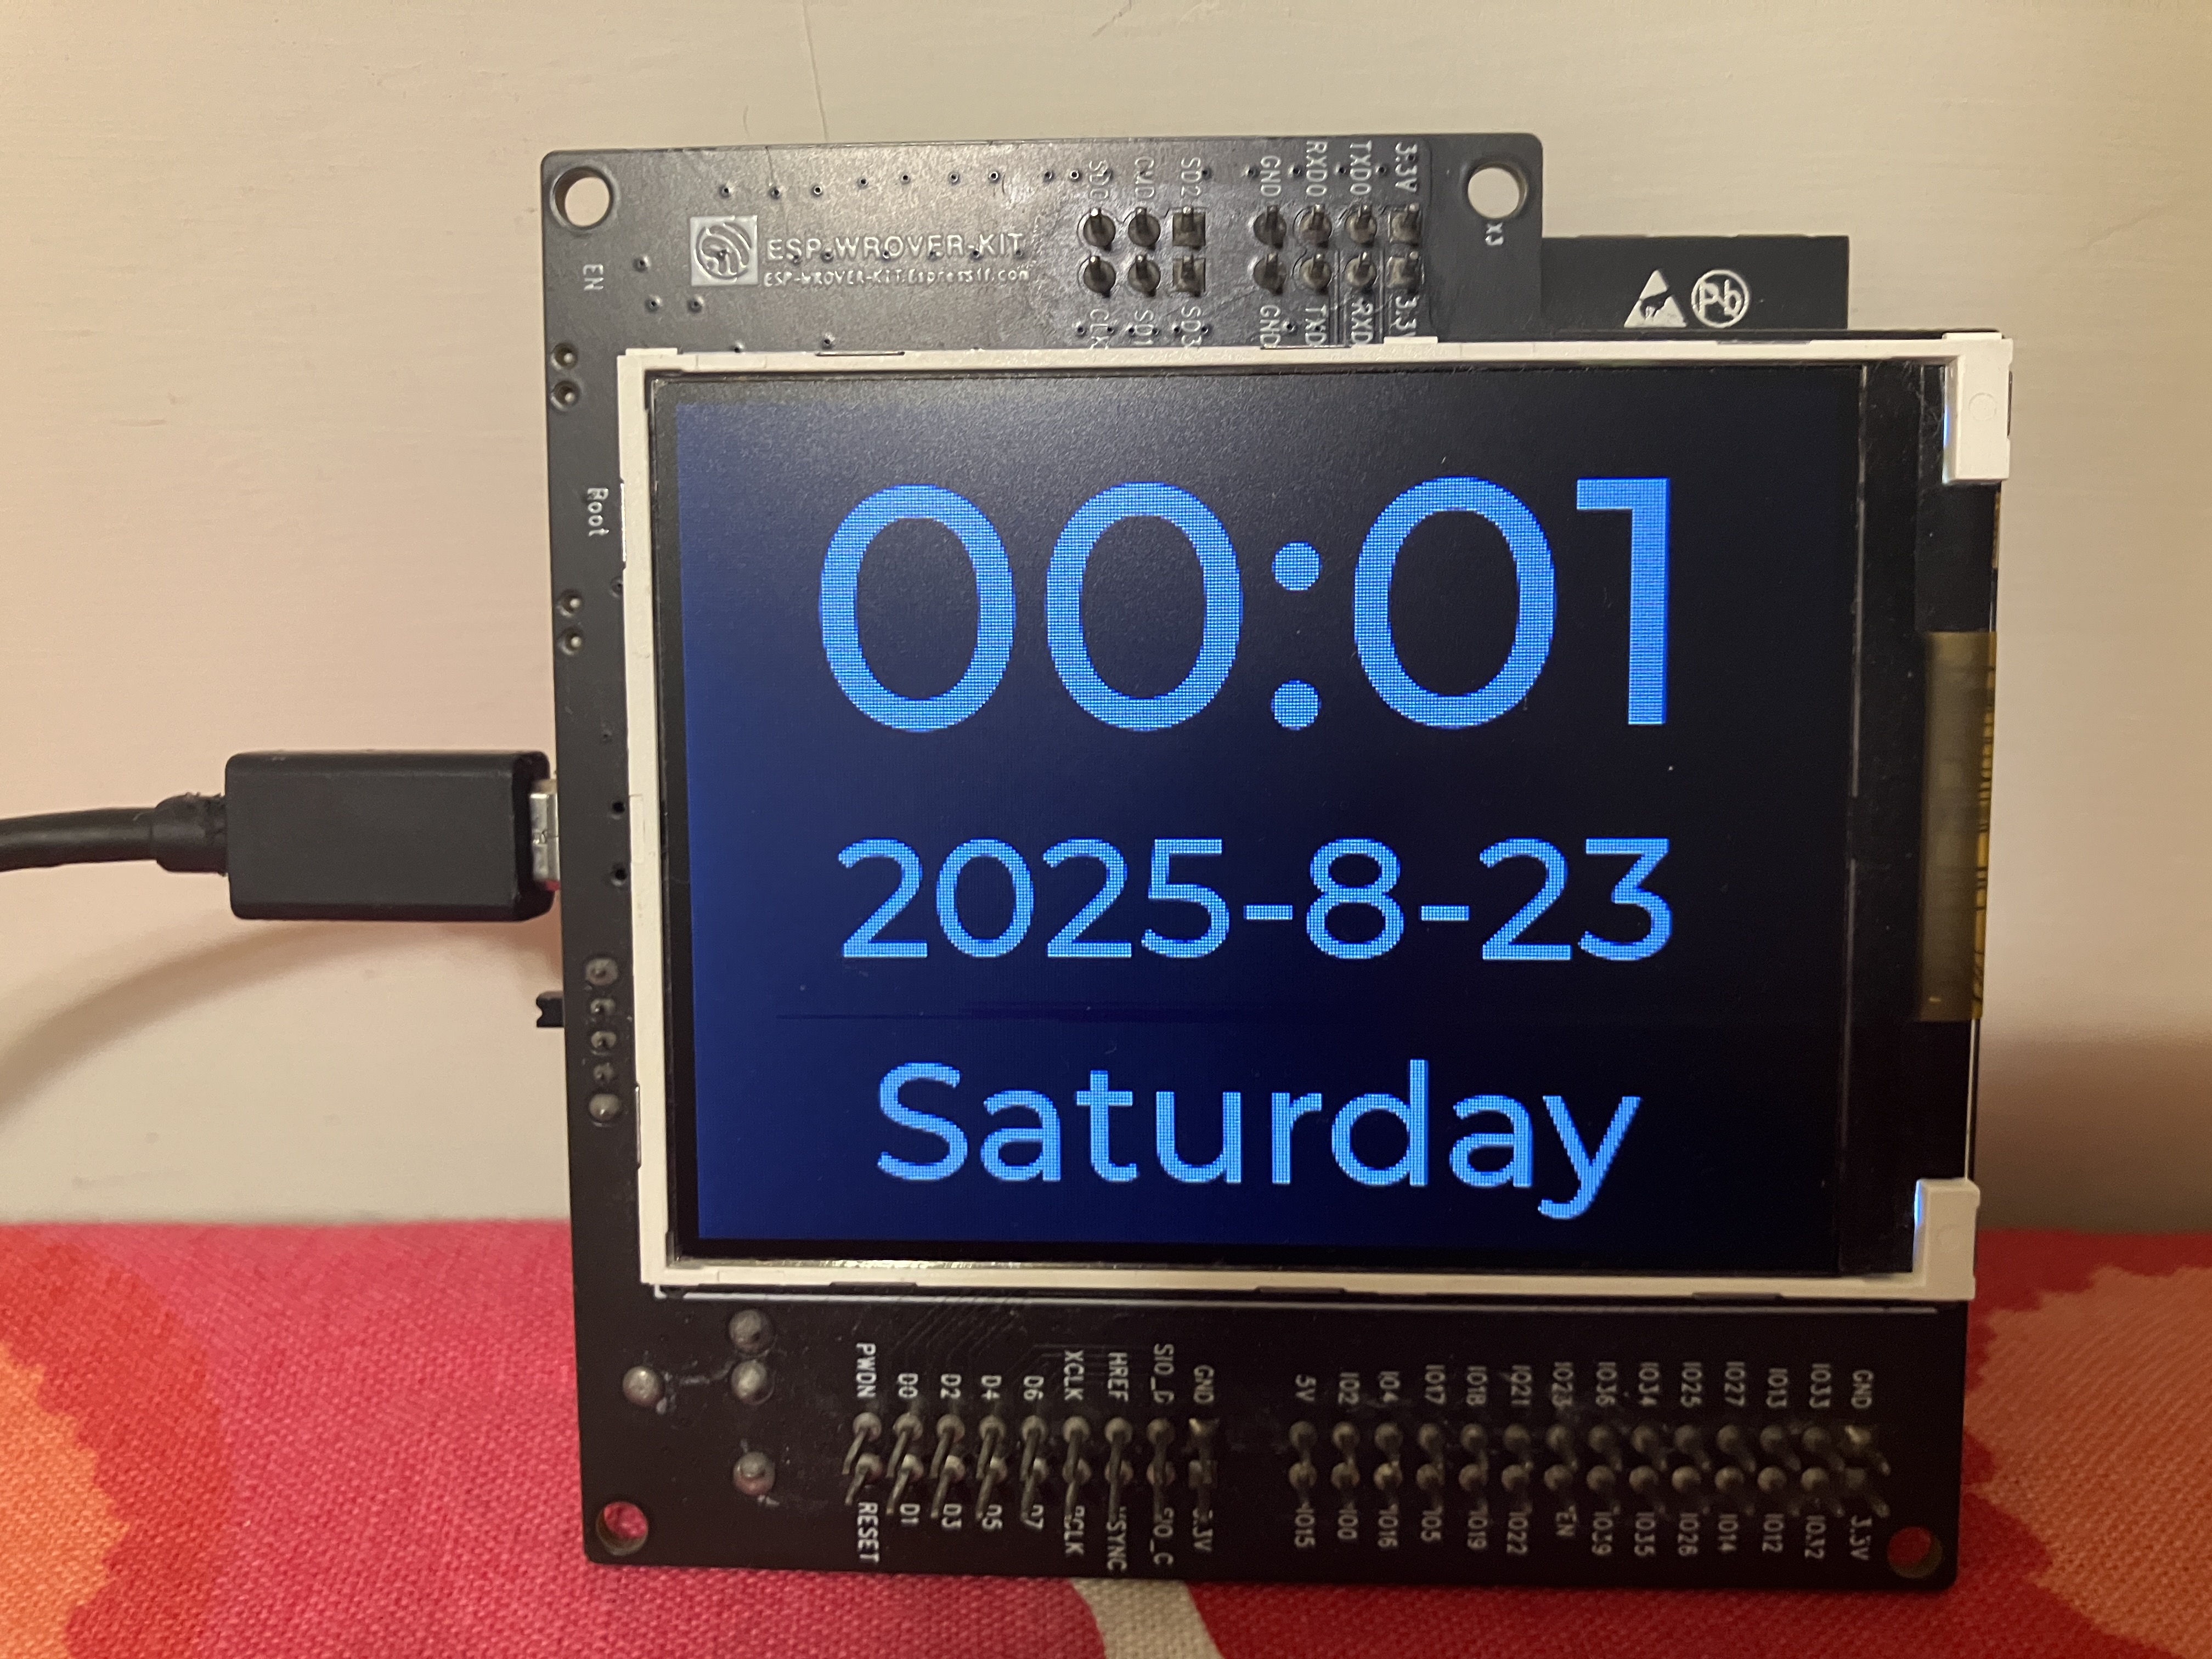 3.3V
TXD0
RXD0
GND
SD2
CMD
SD0
ESP-WROVER-KIT
ESP-WROVER-KIT.Espressif.com
EN
X3
3.3V
RXD
TXD
GND
SD3
SD1
CLK
Boot
00:01
2025-8-23
Saturday
PWDN
D0
D2
D4
D6
XCLK
HREF
SIO_C
GND
5V
IO2
IO4
IO17
IO18
IO21
IO23
IO36
IO34
IO25
IO27
IO13
IO33
GND
RESET
D1
D3
D5
D7
3.3V
IO15
IO0
IO16
IO5
IO19
IO22
EN
IO39
IO35
IO26
IO14
IO12
IO32
3.3V